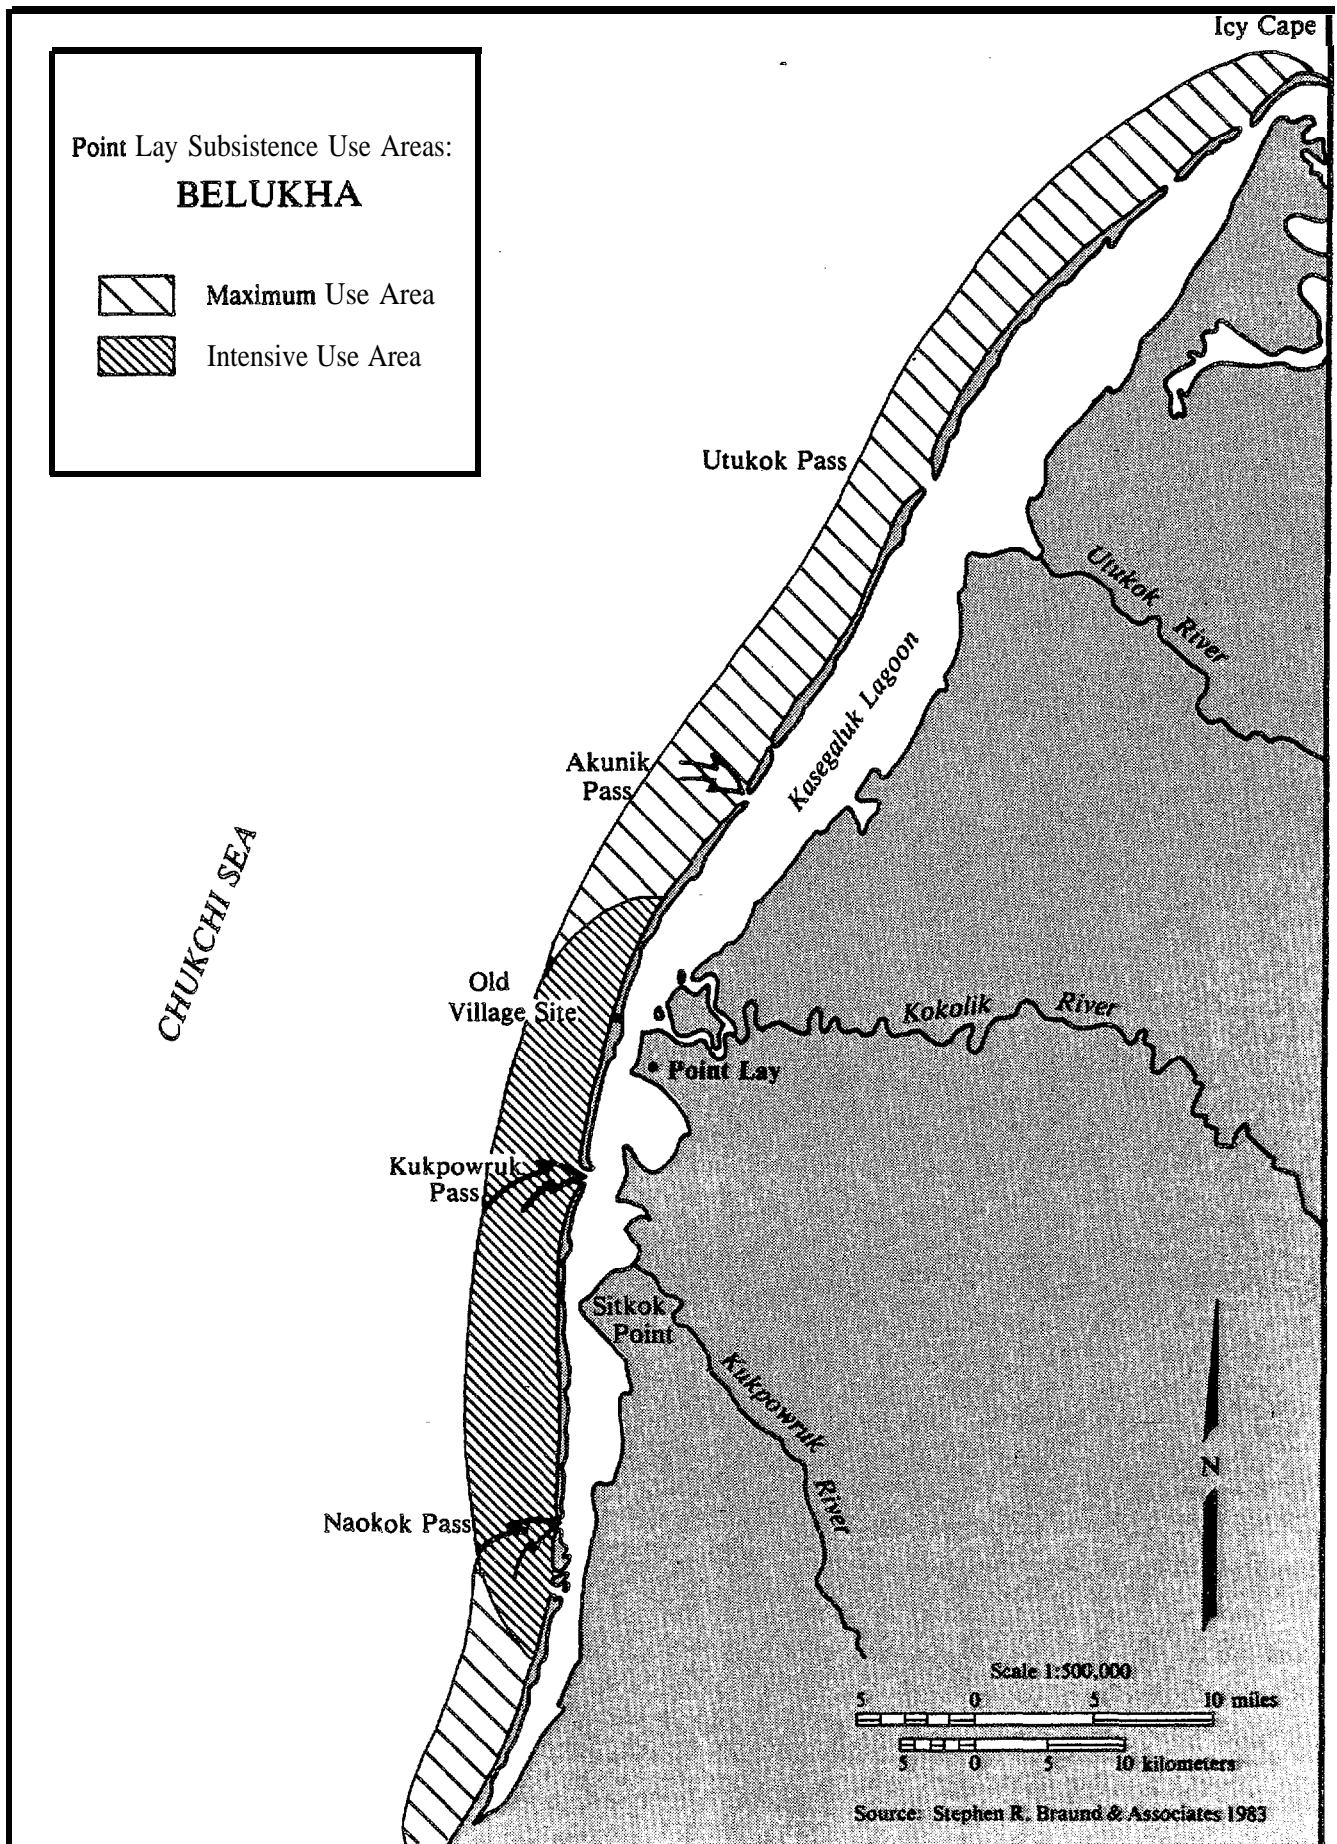 Icy Cape
Point Lay Subsistence Use Areas:
BELUKHA
Maximum Use Area
Intensive Use Area
Utukok Pass
Utukok River
Kasegaluk Lagoon
Akunik
Pass
CHUKCHI SEA
Old
Village Site
Kokolik River
Point Lay
Kukpowruk
Pass
Sitkok
Point
Kukpowruk River
N
Naokok Pass
Scale 1:500,000
5 0 5 10 miles
5 0 5 10 kilometers
Source: Stephen R. Braund & Associates 1983